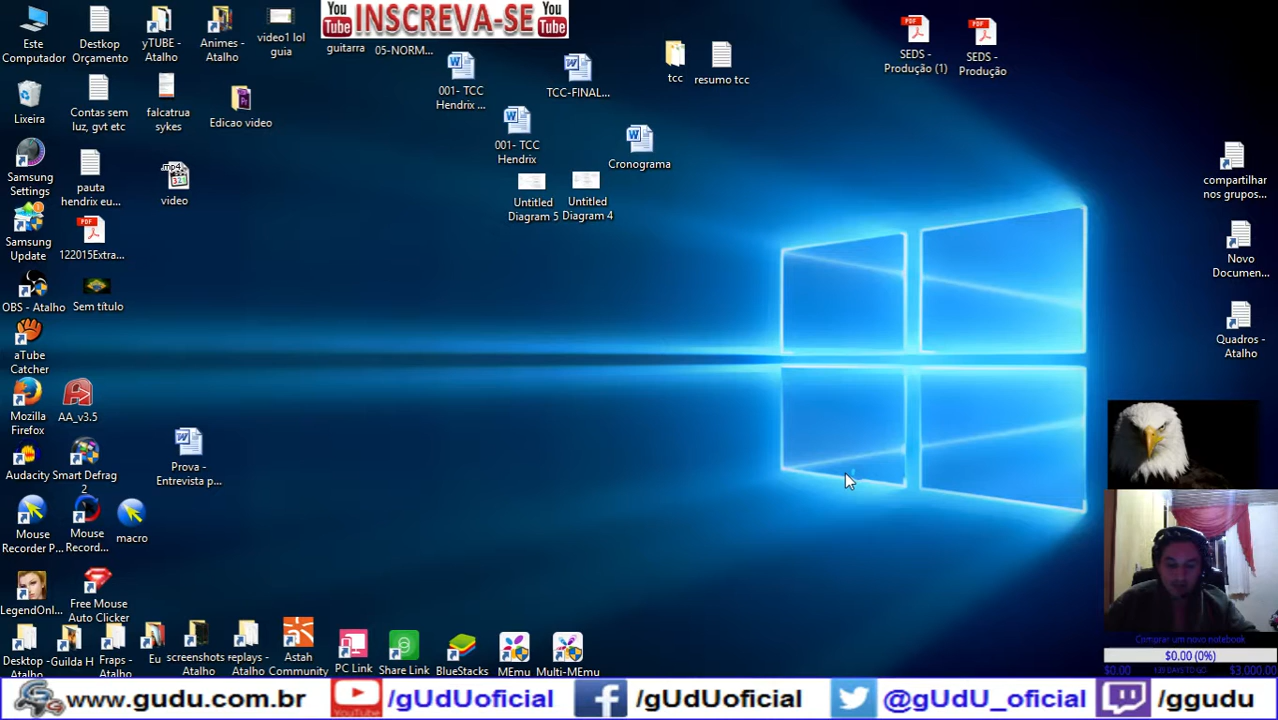 You Tube INSCREVA-SE You Tube
Este Computador
Destkop Orçamento
yTUBE - Atalho
Animes - Atalho
video1 lol guia
guitarra
05-NORM...
001- TCC Hendrix ...
TCC-FINAL...
tcc
resumo tcc
SEDS - Produção (1)
SEDS - Produção
Lixeira
Contas sem luz, gvt etc
falcatrua sykes
Edicao video
001- TCC Hendrix
Cronograma
Samsung Settings
pauta hendrix eu...
video
Untitled Diagram 5
Untitled Diagram 4
compartilhar nos grupos...
Samsung Update
122015Extra...
Novo Documen...
OBS - Atalho
Sem título
Quadros - Atalho
aTube Catcher
Mozilla Firefox
AA_v3.5
Audacity
Smart Defrag 2
Prova - Entrevista p...
Mouse Recorder P...
Mouse Record...
macro
LegendOnl...
Free Mouse Auto Clicker
Desktop Atalho
-Guilda H
Fraps - Atalho
Eu
screenshots Atalho
replays - Atalho
Astah Community
PC Link
Share Link
BlueStacks
MEmu
Multi-MEmu
Comprar um novo notebook
$0.00 (0%)
$0.00
$3,000.00
www.gudu.com.br
YouTube /gUdUoficial
/gUdUoficial
@gUdU_oficial
/ggudu